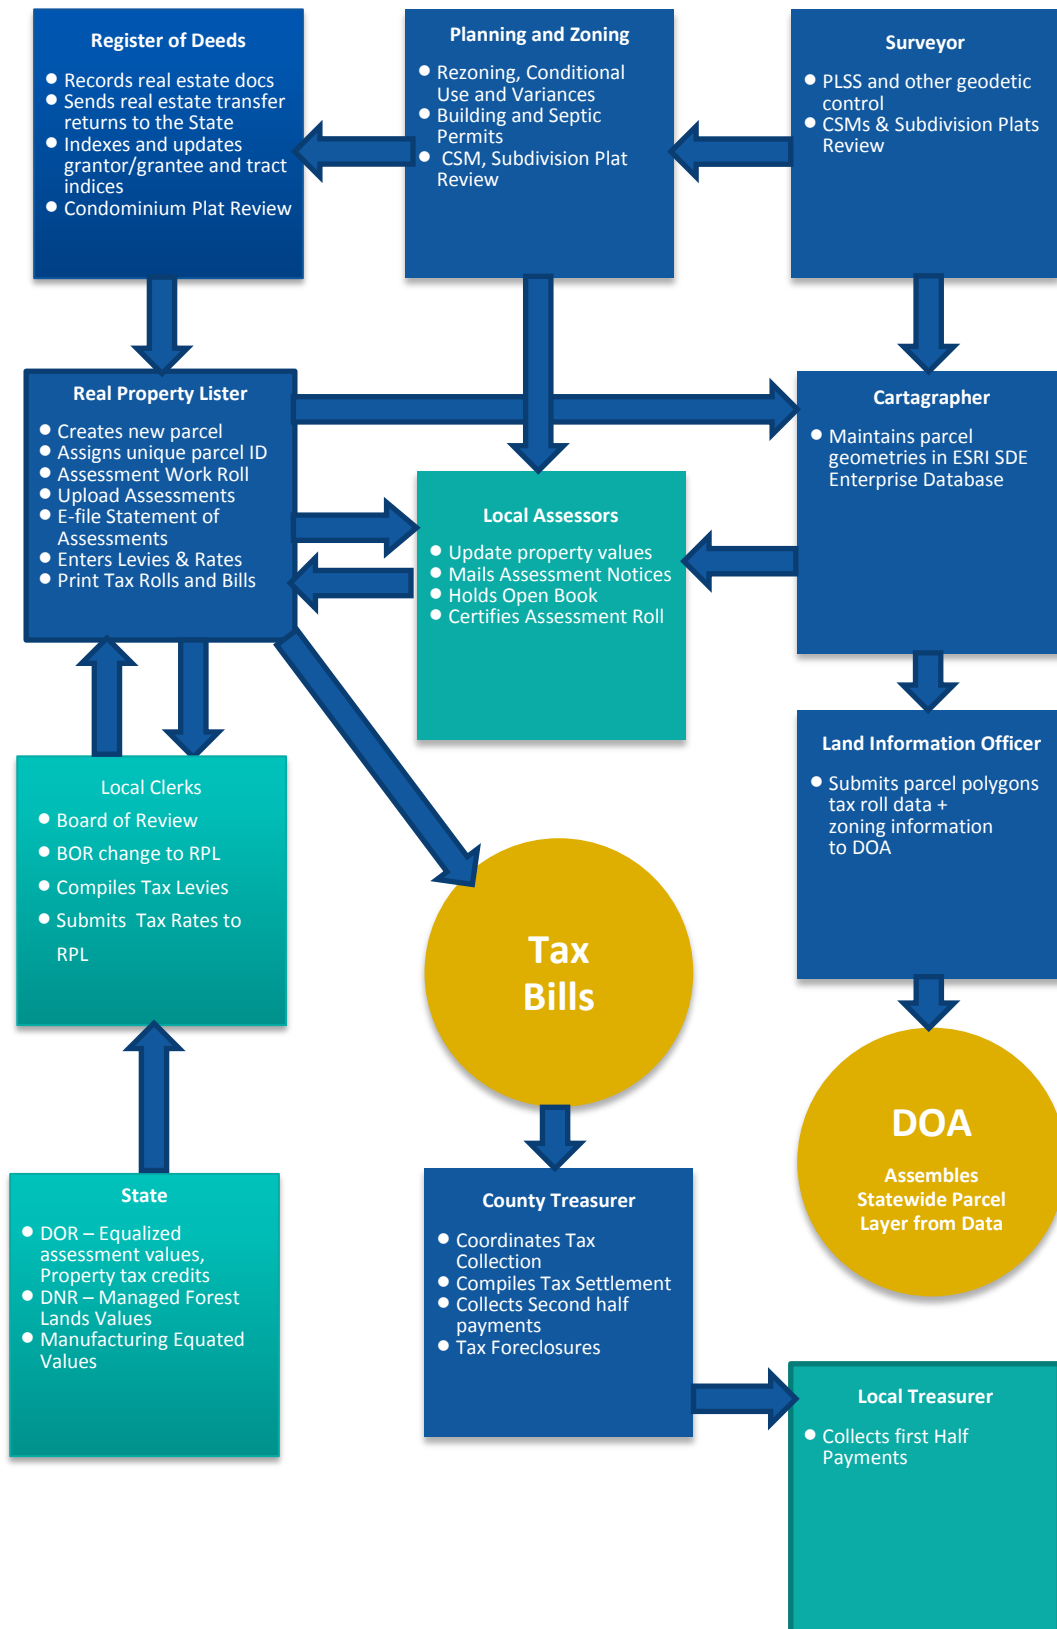 Register of Deeds
● Records real estate docs
● Sends real estate transfer
returns to the State
● Indexes and updates
grantor/grantee and tract
indices
● Condominium Plat Review
Planning and Zoning
● Rezoning, Conditional
Use and Variances
● Building and Septic
Permits
● CSM, Subdivision Plat
Review
Surveyor
● PLSS and other geodetic
control
● CSMs & Subdivision Plats
Review
Real Property Lister
● Creates new parcel
● Assigns unique parcel ID
● Assessment Work Roll
● Upload Assessments
● E-file Statement of
Assessments
● Enters Levies & Rates
● Print Tax Rolls and Bills
Local Assessors
● Update property values
● Mails Assessment Notices
● Holds Open Book
● Certifies Assessment Roll
Cartagrapher
● Maintains parcel
geometries in ESRI SDE
Enterprise Database
Local Clerks
● Board of Review
● BOR change to RPL
● Compiles Tax Levies
● Submits Tax Rates to
RPL
Land Information Officer
● Submits parcel polygons
tax roll data +
zoning information
to DOA
Tax
Bills
DOA
Assembles
Statewide Parcel
Layer from Data
State
● DOR – Equalized
assessment values,
Property tax credits
● DNR – Managed Forest
Lands Values
● Manufacturing Equated
Values
County Treasurer
● Coordinates Tax
Collection
● Compiles Tax Settlement
● Collects Second half
payments
● Tax Foreclosures
Local Treasurer
● Collects first Half
Payments